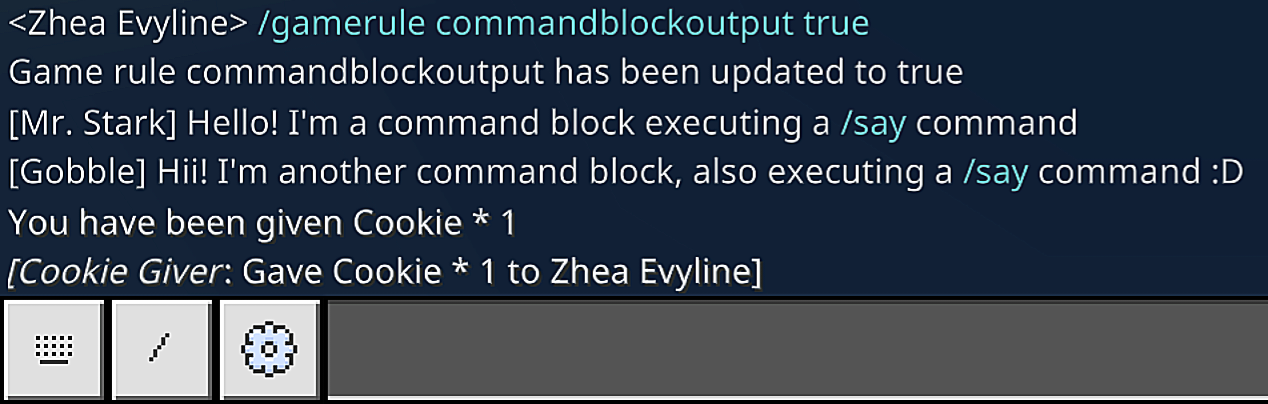 <Zhea Evyline> /gamerule commandblockoutput true
Game rule commandblockoutput has been updated to true
[Mr. Stark] Hello! I'm a command block executing a /say command
[Gobble] Hii! I'm another command block, also executing a /say command :D
You have been given Cookie * 1
[Cookie Giver: Gave Cookie * 1 to Zhea Evyline]
/